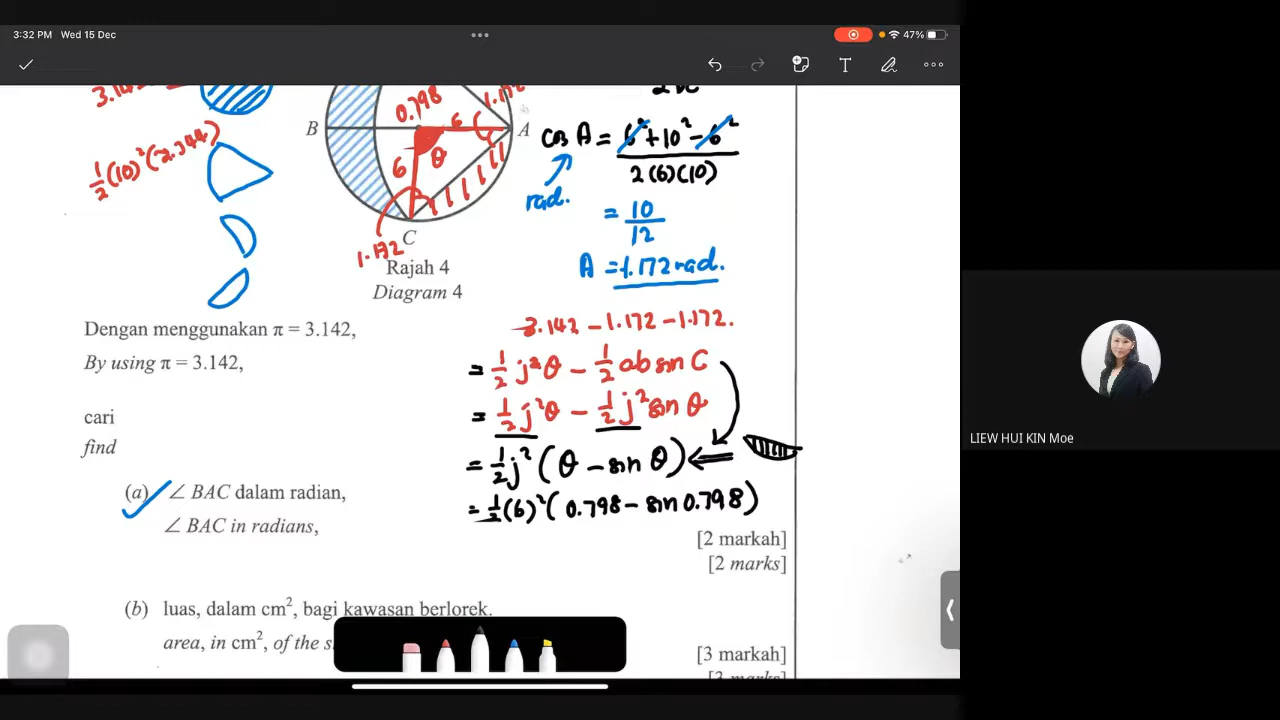 3:32 PM Wed 15 Dec
47%
T
0.798
1.172
B
6
A
θ
6
½(10)²(2.344)
C
1.172
Rajah 4
Diagram 4
cos A = 6² + 10² − 6²
2(6)(10)
rad.
= 10
12
A = 1.172 rad.
Dengan menggunakan π = 3.142,
By using π = 3.142,
3.142 − 1.172 − 1.172.
= ½ j²θ − ½ ab sin C
= ½ j²θ − ½ j² sin θ
= ½ j² (θ − sin θ)
= ½ (6)² (0.798 − sin 0.798)
cari
find
(a) ∠ BAC dalam radian,
∠ BAC in radians,
[2 markah]
[2 marks]
(b) luas, dalam cm², bagi kawasan berlorek.
area, in cm², of the
[3 markah]
LIEW HUI KIN Moe